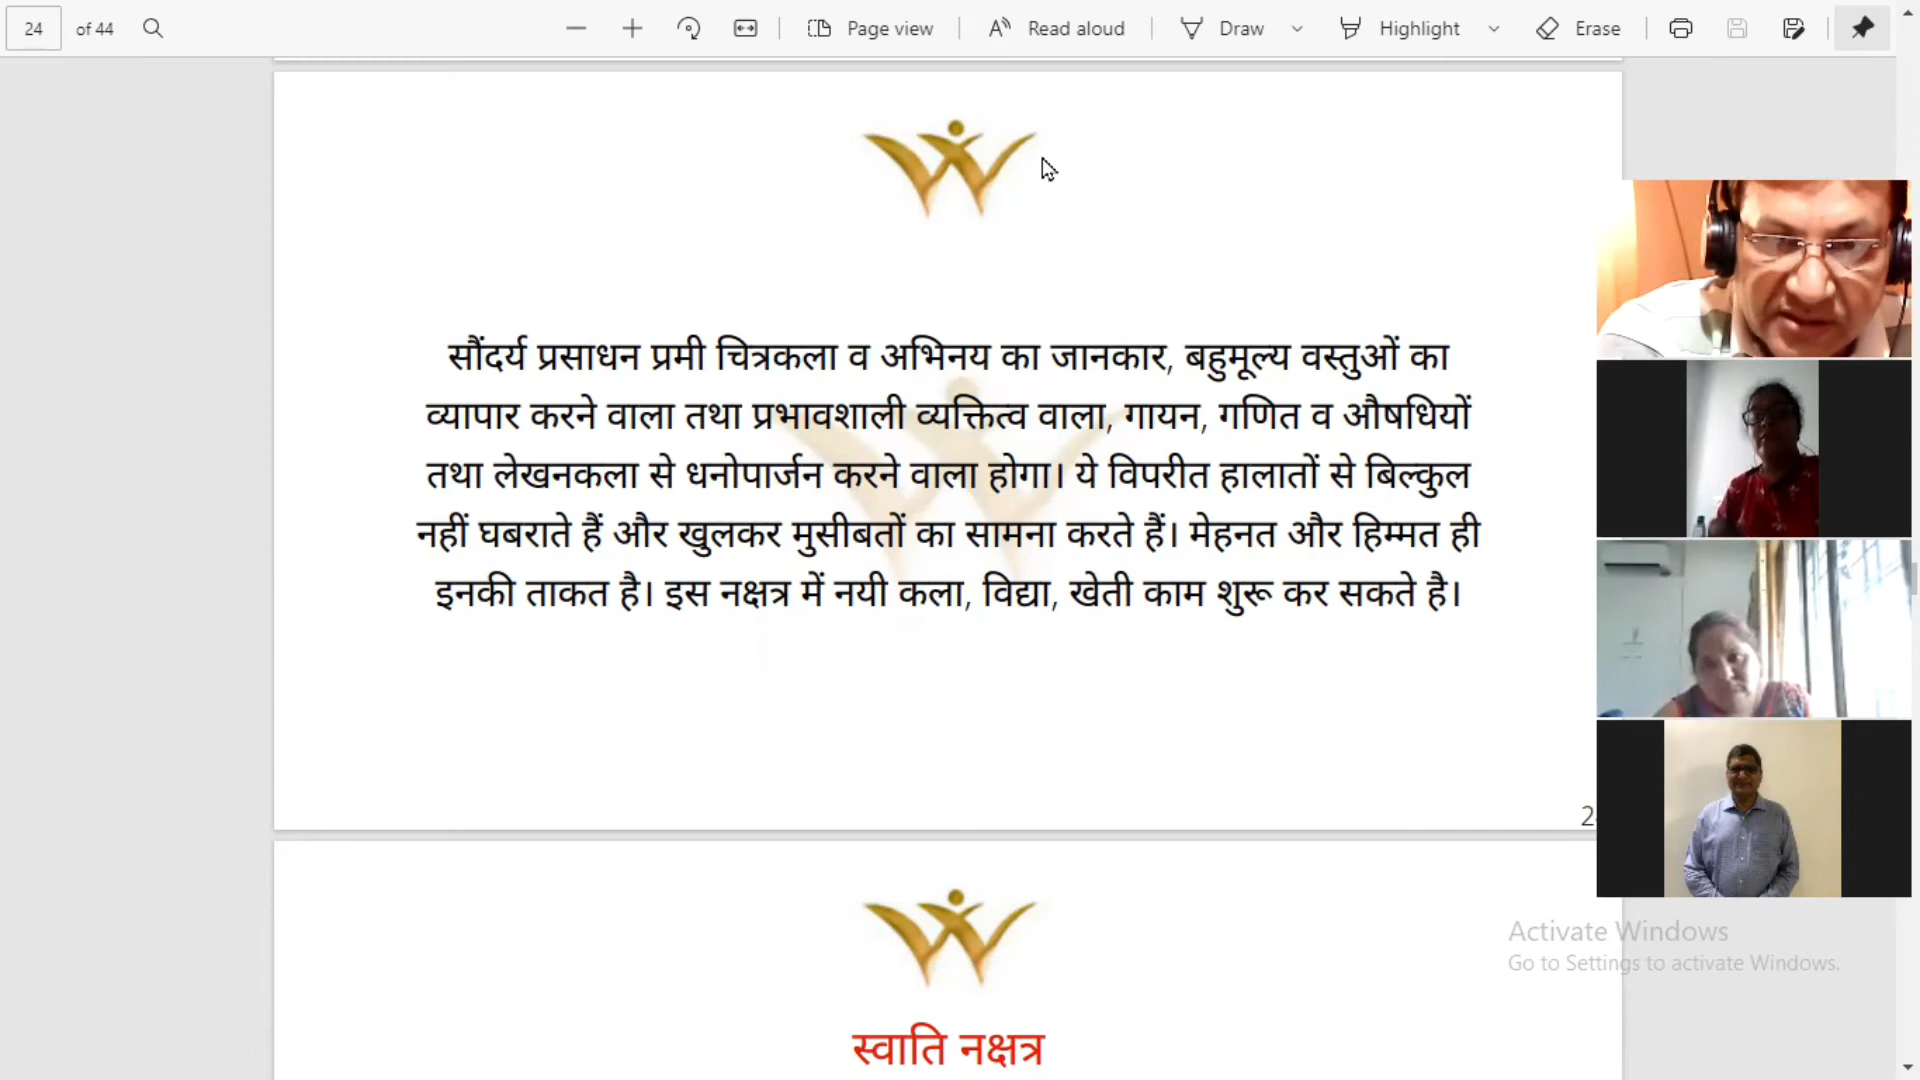 24 of 44 Page view Read aloud Draw Highlight Erase
सौंदर्य प्रसाधन प्रमी चित्रकला व अभिनय का जानकार, बहुमूल्य वस्तुओं का
व्यापार करने वाला तथा प्रभावशाली व्यक्तित्व वाला, गायन, गणित व औषधियों
तथा लेखनकला से धनोपार्जन करने वाला होगा। ये विपरीत हालातों से बिल्कुल
नहीं घबराते हैं और खुलकर मुसीबतों का सामना करते हैं। मेहनत और हिम्मत ही
इनकी ताकत है। इस नक्षत्र में नयी कला, विद्या, खेती काम शुरू कर सकते है।
Activate Windows
Go to Settings to activate Windows.
स्वाति नक्षत्र